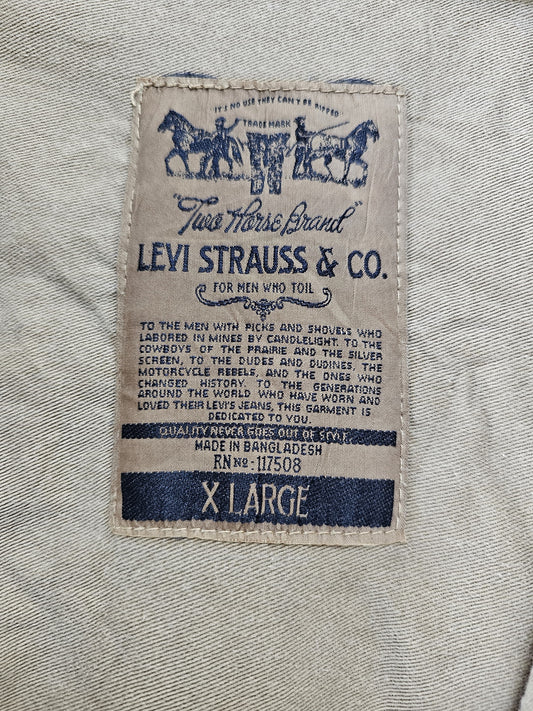 IT'S NO USE THEY CAN'T BE RIPPED
TRADE MARK
"Two Horse Brand"
LEVI STRAUSS & CO.
FOR MEN WHO TOIL
TO THE MEN WITH PICKS AND SHOVELS WHO
LABORED IN MINES BY CANDLELIGHT. TO THE
COWBOYS OF THE PRAIRIE AND THE SILVER
SCREEN, TO THE DUDES AND DUDINES, THE
MOTORCYCLE REBELS, AND THE ONES WHO
CHANGED HISTORY. TO THE GENERATIONS
AROUND THE WORLD WHO HAVE WORN AND
LOVED THEIR LEVI'S JEANS, THIS GARMENT IS
DEDICATED TO YOU.
QUALITY NEVER GOES OUT OF STYLE
MADE IN BANGLADESH
RN No - 117508
X LARGE